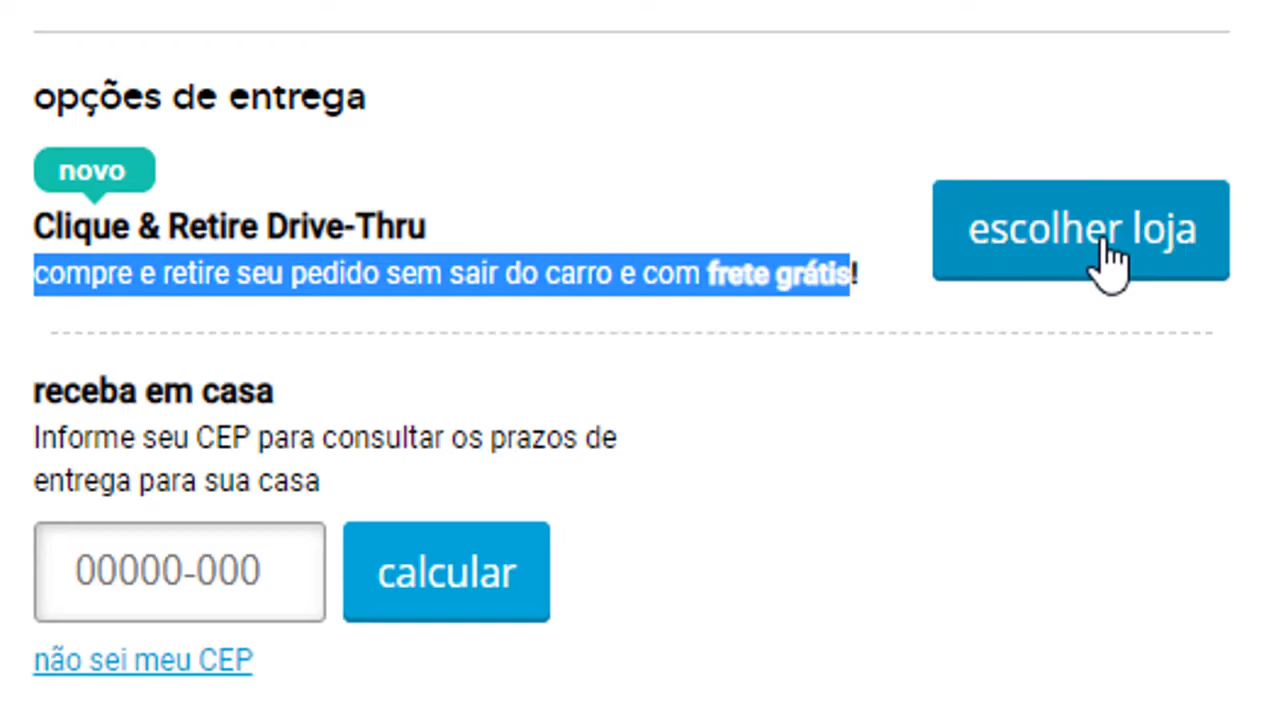 opções de entrega
novo
Clique & Retire Drive-Thru
escolher loja
compre e retire seu pedido sem sair do carro e com frete grátis!
receba em casa
Informe seu CEP para consultar os prazos de
entrega para sua casa
00000-000
calcular
não sei meu CEP